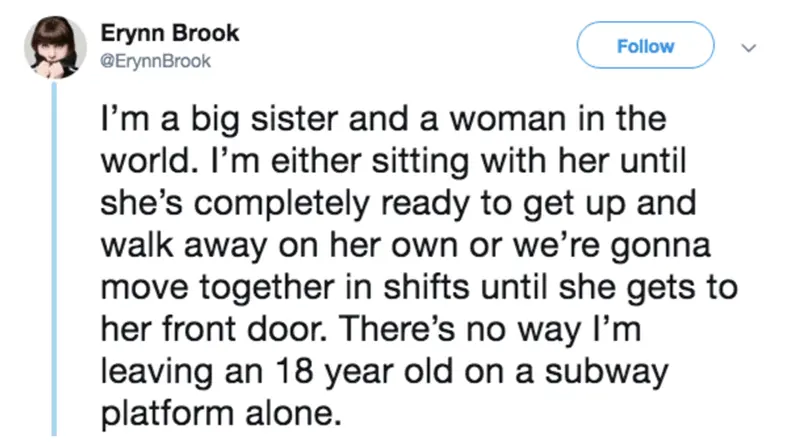 Erynn Brook
@ErynnBrook
Follow
I’m a big sister and a woman in the
world. I’m either sitting with her until
she’s completely ready to get up and
walk away on her own or we’re gonna
move together in shifts until she gets to
her front door. There’s no way I’m
leaving an 18 year old on a subway
platform alone.